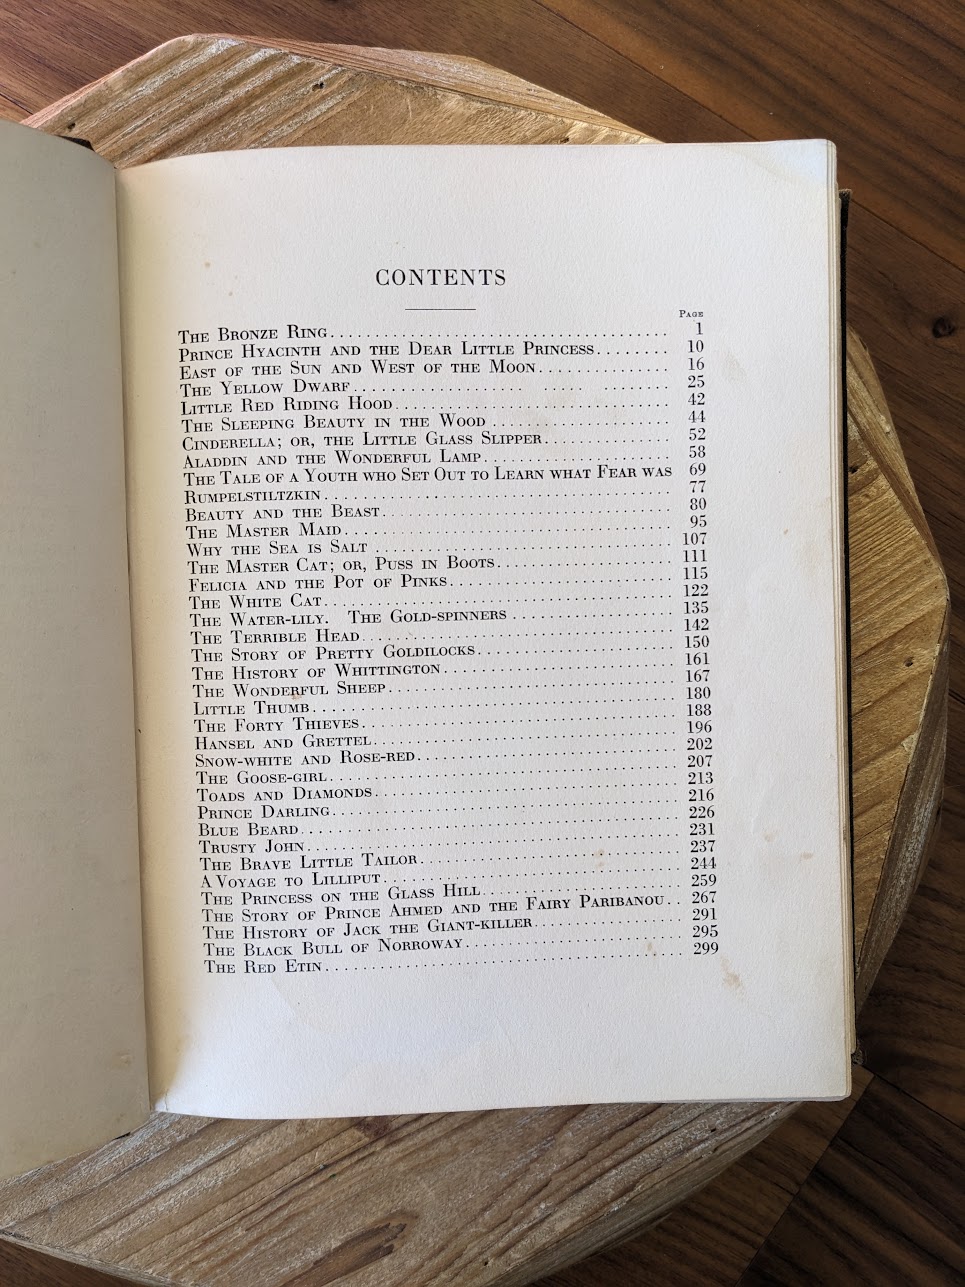 CONTENTS
PAGE
THE BRONZE RING 1
PRINCE HYACINTH AND THE DEAR LITTLE PRINCESS 10
EAST OF THE SUN AND WEST OF THE MOON 16
THE YELLOW DWARF 25
LITTLE RED RIDING HOOD 42
THE SLEEPING BEAUTY IN THE WOOD 44
CINDERELLA; OR, THE LITTLE GLASS SLIPPER 52
ALADDIN AND THE WONDERFUL LAMP 58
THE TALE OF A YOUTH WHO SET OUT TO LEARN WHAT FEAR WAS 69
RUMPELSTILTZKIN 77
BEAUTY AND THE BEAST 80
THE MASTER MAID 95
WHY THE SEA IS SALT 107
THE MASTER CAT; OR, PUSS IN BOOTS 111
FELICIA AND THE POT OF PINKS 115
THE WHITE CAT 122
THE WATER-LILY. THE GOLD-SPINNERS 135
THE TERRIBLE HEAD 142
THE STORY OF PRETTY GOLDILOCKS 150
THE HISTORY OF WHITTINGTON 161
THE WONDERFUL SHEEP 167
LITTLE THUMB 180
THE FORTY THIEVES 188
HANSEL AND GRETTEL 196
SNOW-WHITE AND ROSE-RED 202
THE GOOSE-GIRL 207
TOADS AND DIAMONDS 213
PRINCE DARLING 216
BLUE BEARD 226
TRUSTY JOHN 231
THE BRAVE LITTLE TAILOR 237
A VOYAGE TO LILLIPUT 244
THE PRINCESS ON THE GLASS HILL 259
THE STORY OF PRINCE AHMED AND THE FAIRY PARIBANOU 267
THE HISTORY OF JACK THE GIANT-KILLER 291
THE BLACK BULL OF NORROWAY 295
THE RED ETIN 299